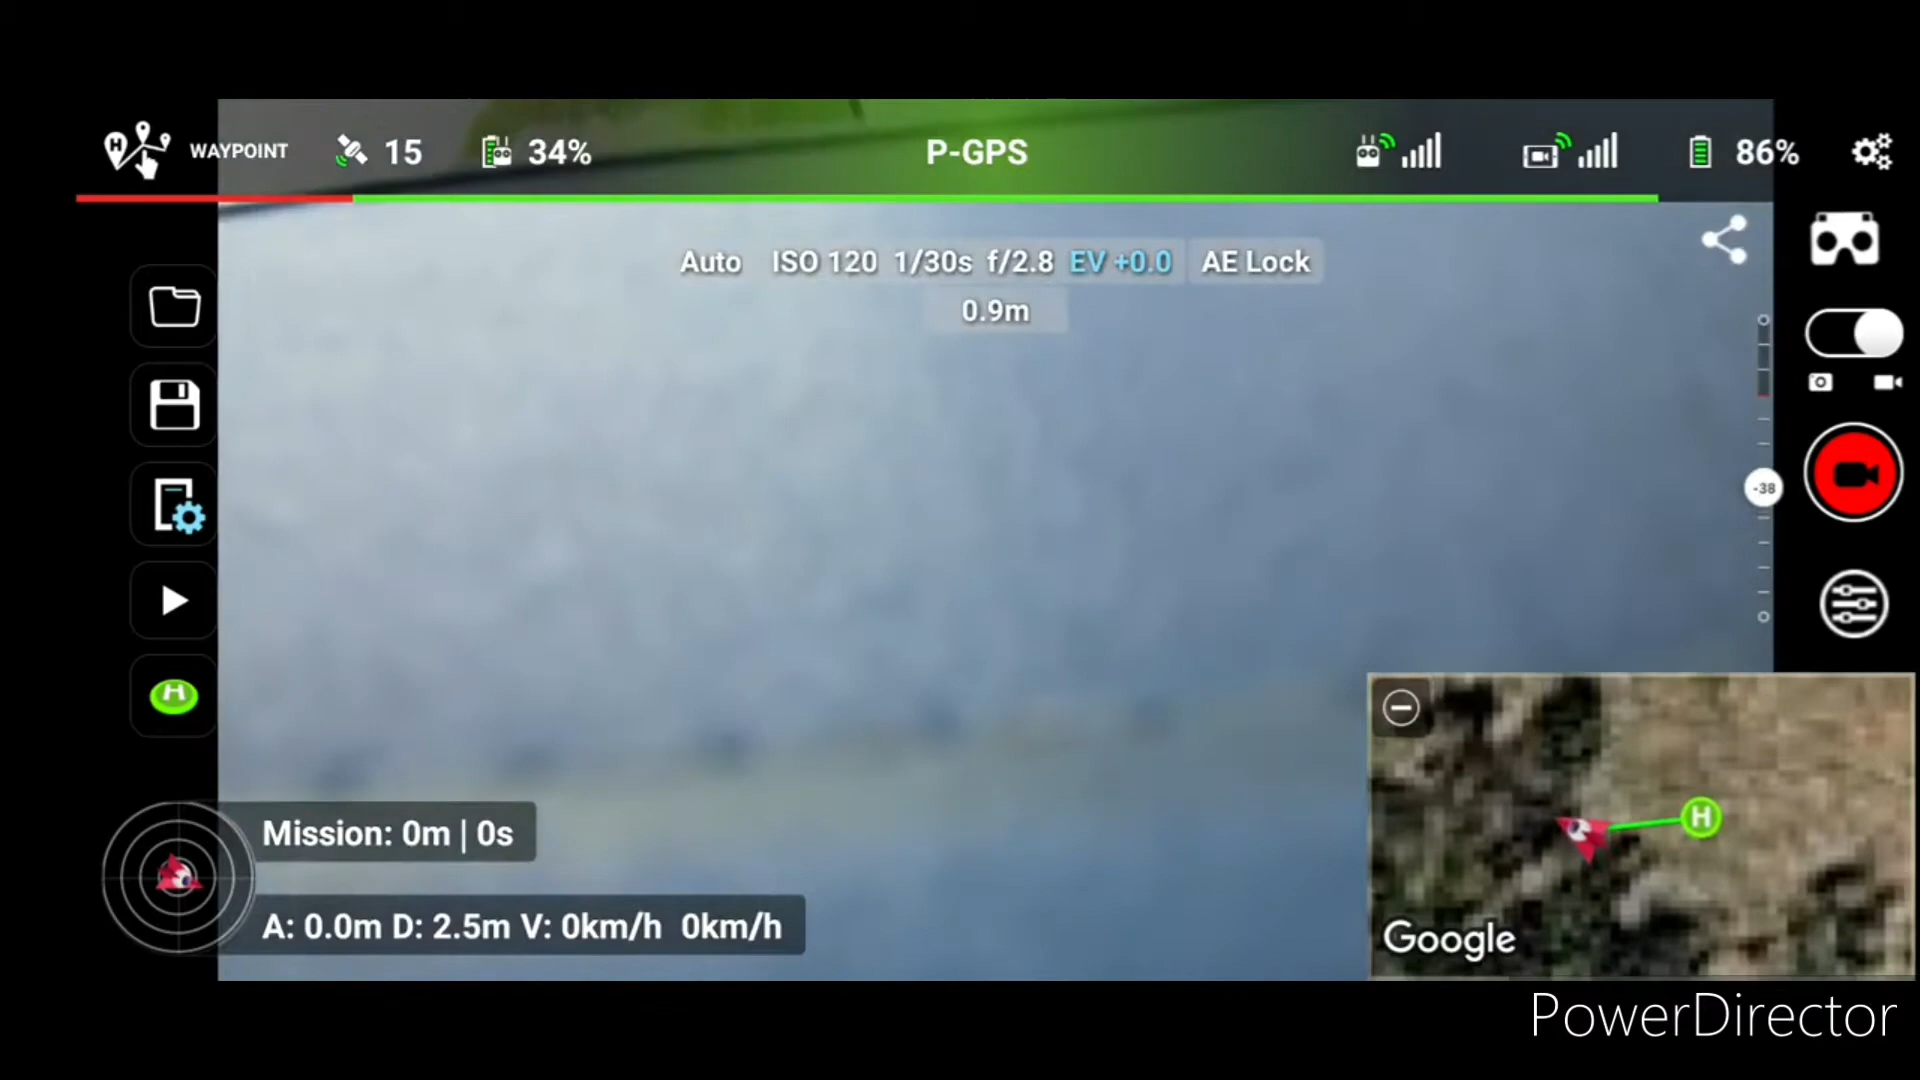 WAYPOINT 15 34% P-GPS 86%
Auto ISO 120 1/30s f/2.8 EV +0.0 AE Lock
0.9m
-38
H
H
Mission: 0m | 0s
A: 0.0m D: 2.5m V: 0km/h 0km/h
Google
PowerDirector